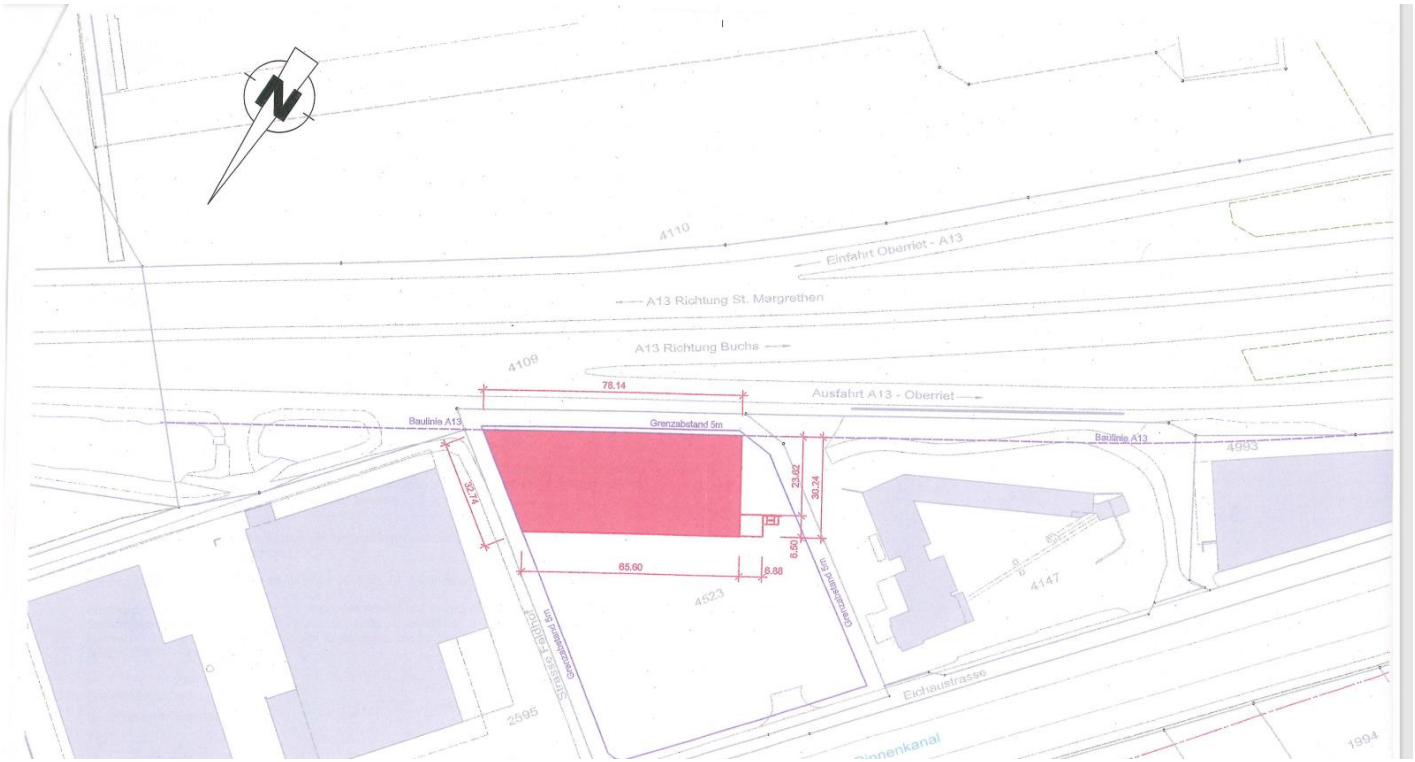 N
4110
Einfahrt Oberriet - A13
A13 Richtung St. Margrethen
A13 Richtung Buchs
4109
78.14
Ausfahrt A13 - Oberriet
Baulinie A13
Grenzabstand 5m
Baulinie A13
4993
32.74
23.62
30.24
6.60
65.60
6.88
4523
4147
Grenzabstand 5m
Grenzabstand 5m
Strasse Feldhof
2595
Eichaustrasse
Binnenkanal
1994